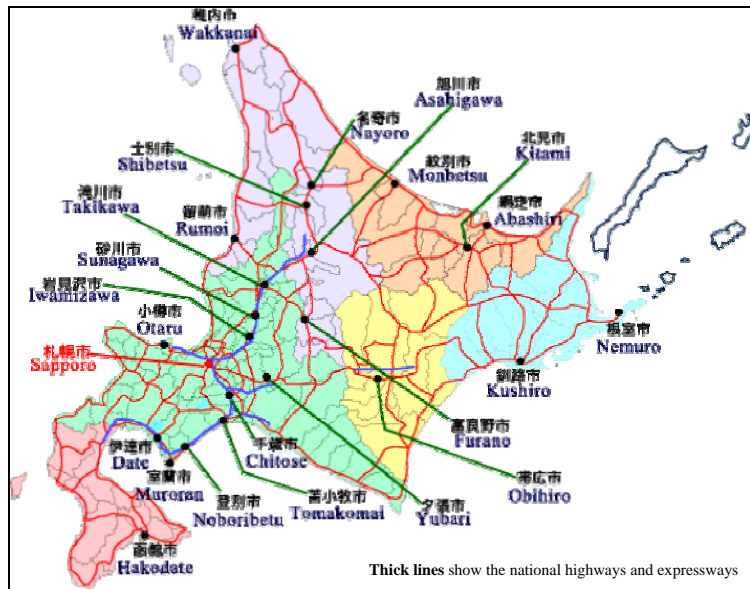 稚内市
Wakkanai
旭川市
Asahigawa
名寄市
Nayoro
北見市
Kitami
士別市
Shibetsu
紋別市
Monbetsu
滝川市
Takikawa
留萌市
Rumoi
網走市
Abashiri
砂川市
Sunagawa
岩見沢市
Iwamizawa
小樽市
Otaru
札幌市
Sapporo
根室市
Nemuro
釧路市
Kushiro
伊達市
Date
千歳市
Chitose
富良野市
Furano
室蘭市
Muroran
登別市
Noboribetu
苫小牧市
Tomakomai
夕張市
Yubari
帯広市
Obihiro
函館市
Hakodate
Thick lines show the national highways and expressways